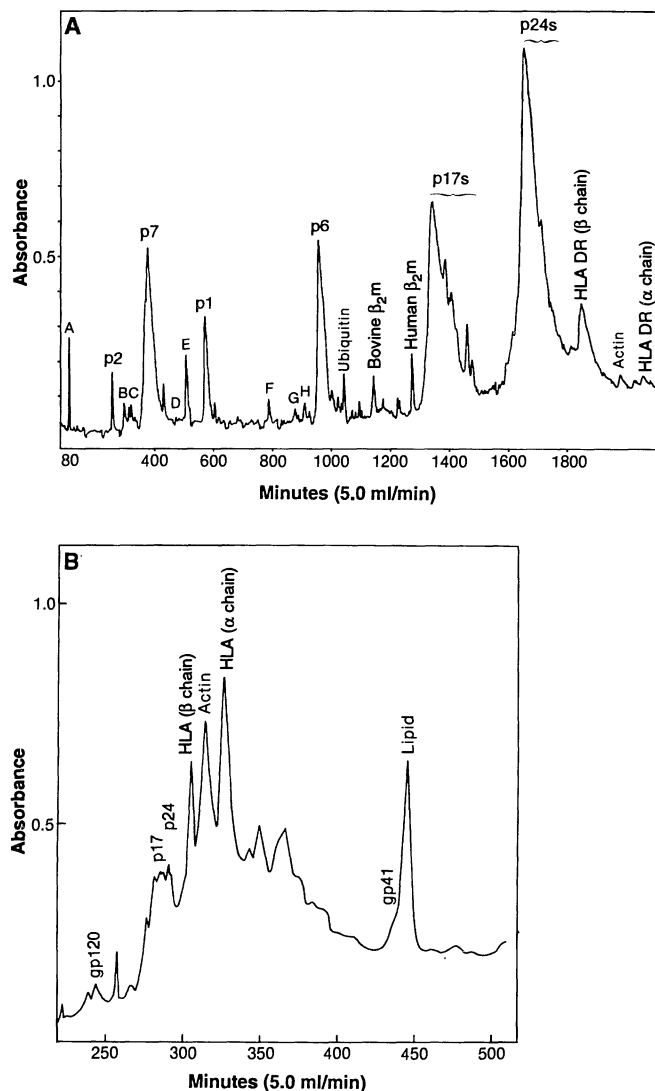 A
p24s
1.0
Absorbance
0.5
A
p2
BC
p7
D
E
p1
F
G
H
p6
Ubiquitin
Bovine β₂m
Human β₂m
p17s
HLA DR (β chain)
Actin
HLA DR (α chain)
80 400 600 800 1000 1200 1400 1600 1800
Minutes (5.0 ml/min)
B
1.0
Absorbance
0.5
gp120
p17
p24
HLA (β chain)
Actin
HLA (α chain)
gp41
Lipid
250 300 350 400 450 500
Minutes (5.0 ml/min)